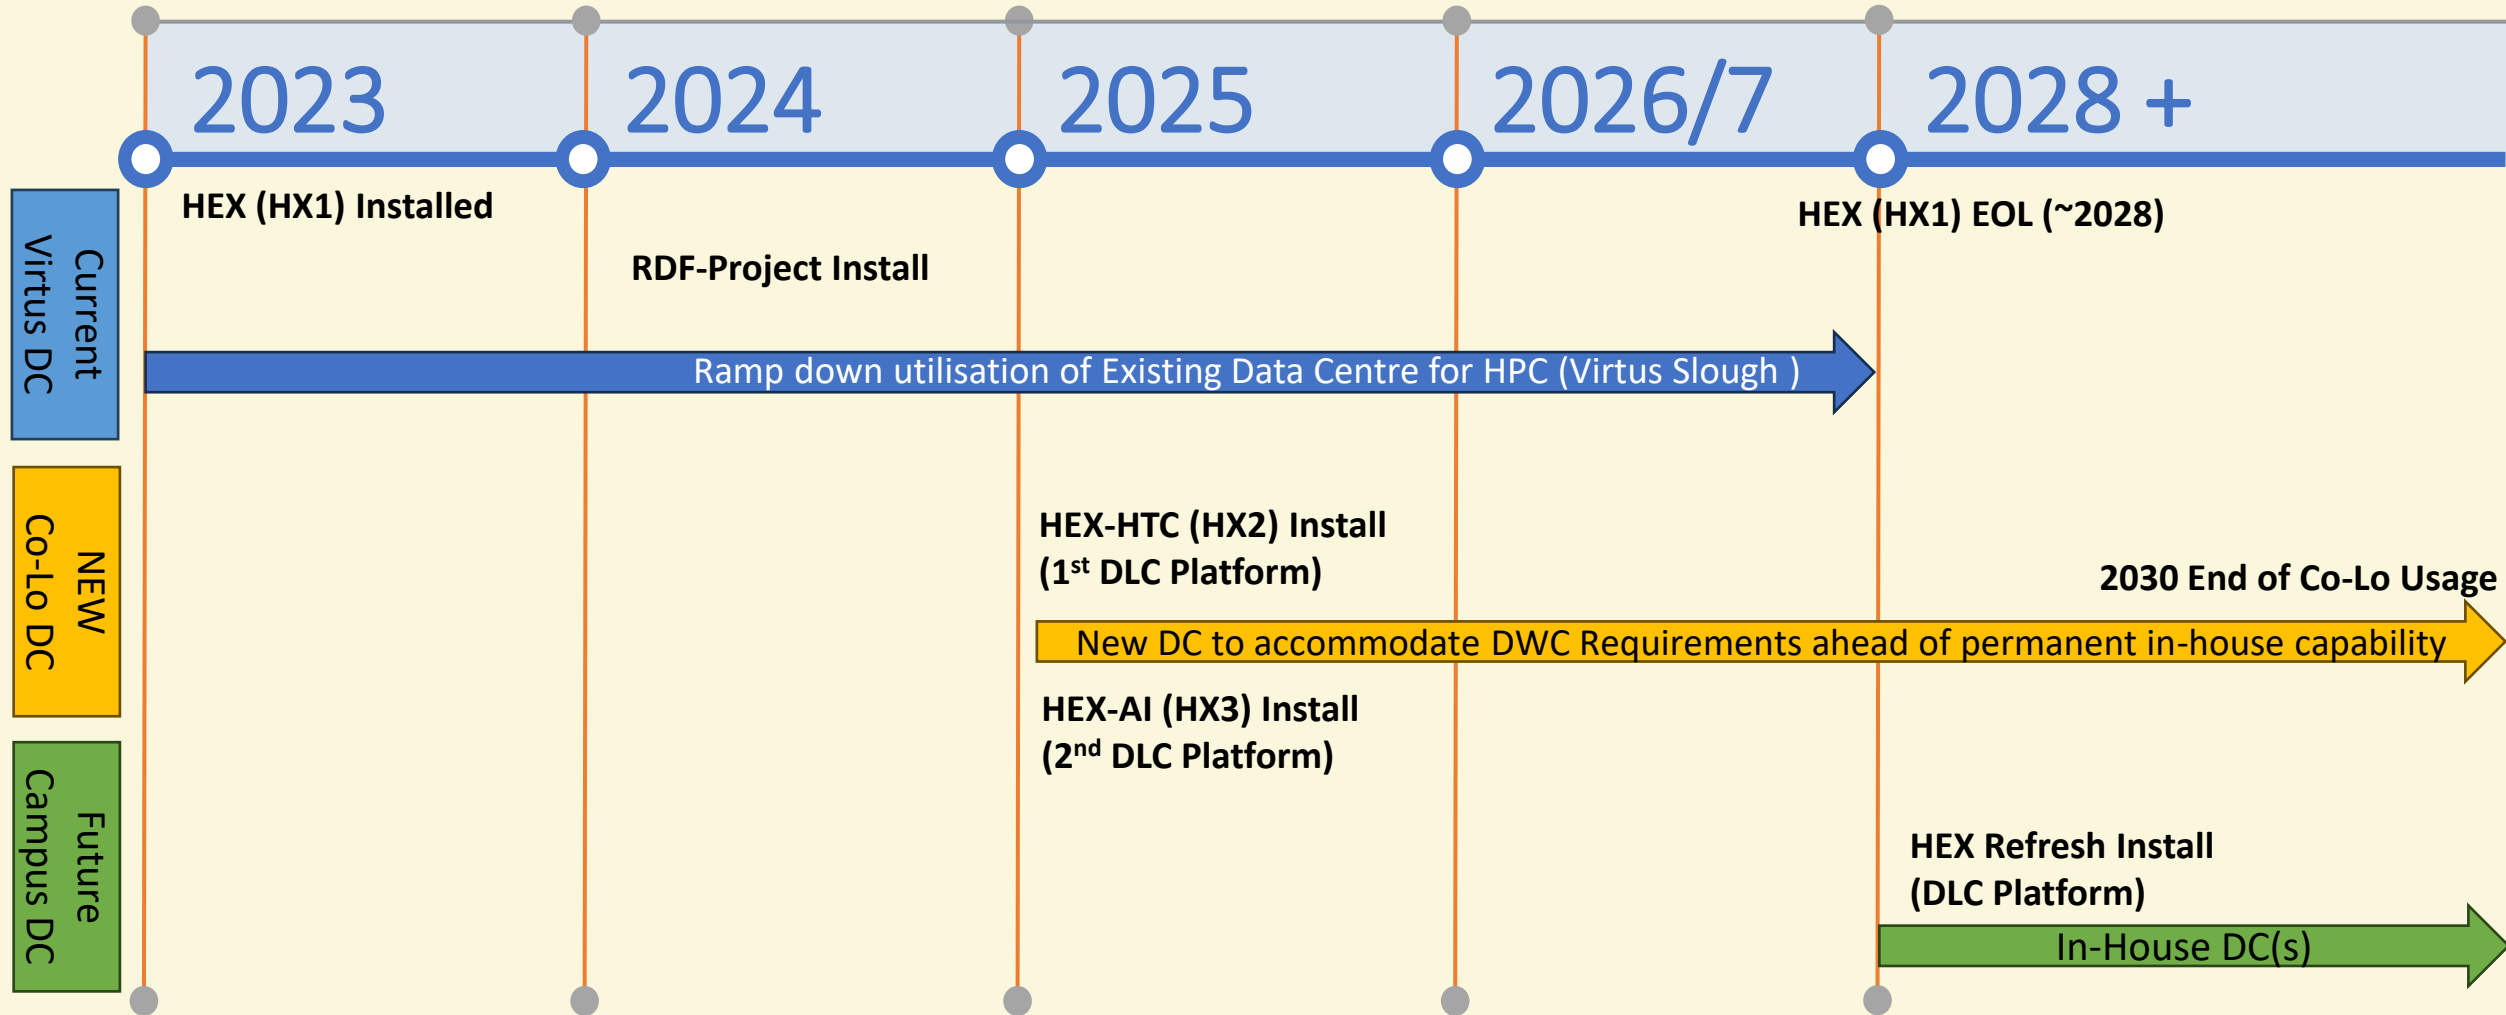 2023
2024
2025
2026/7
2028 +
Current
Virtus DC
HEX (HX1) Installed
HEX (HX1) EOL (~2028)
RDF-Project Install
Ramp down utilisation of Existing Data Centre for HPC (Virtus Slough )
NEW
Co-Lo DC
HEX-HTC (HX2) Install
(1st DLC Platform)
2030 End of Co-Lo Usage
New DC to accommodate DWC Requirements ahead of permanent in-house capability
HEX-AI (HX3) Install
(2nd DLC Platform)
Future
Campus DC
HEX Refresh Install
(DLC Platform)
In-House DC(s)